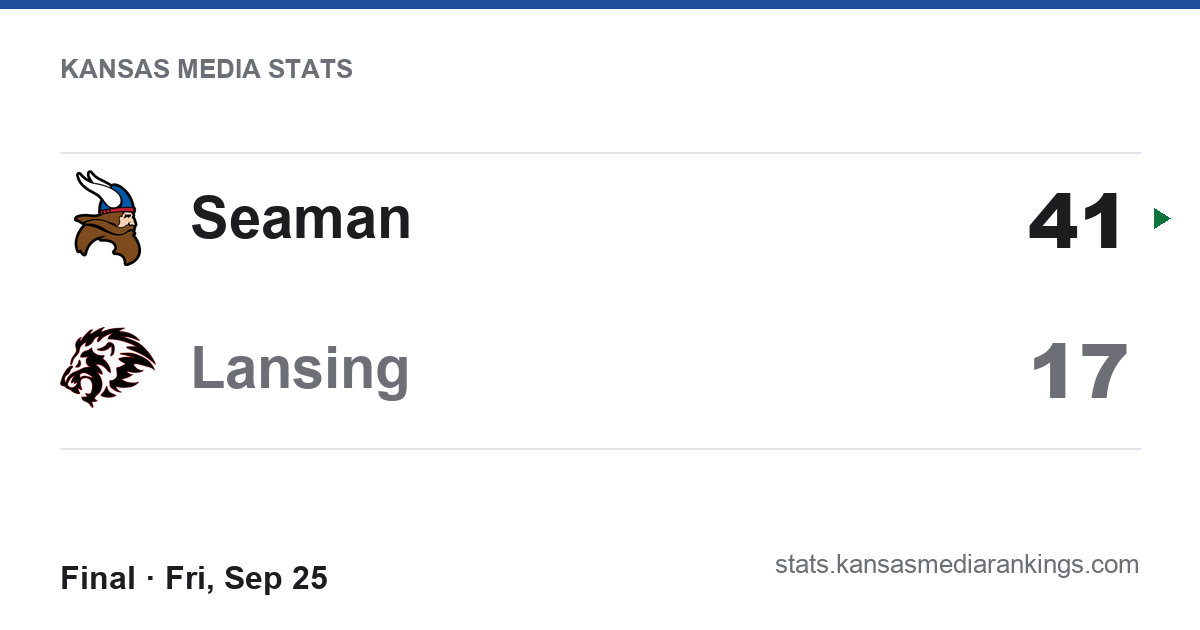 KANSAS MEDIA STATS
Seaman 41
Lansing 17
Final · Fri, Sep 25
stats.kansasmediarankings.com